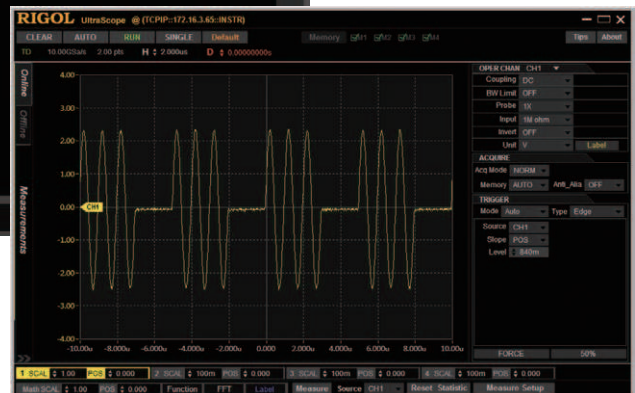 RIGOL UltraScope @ (TCPIP::172.16.3.65::INSTR)
CLEAR AUTO RUN SINGLE Default Memory M1 M2 M3 M4 Tips About
TD 10.00GSa/s 2.00 pts H 2.000us D 0.00000000s
Online
Offline
Measurements
4.00
3.00
2.00
1.00
0.00
-1.00
-2.00
-3.00
-4.00
CH1
-10.00u -8.000u -6.000u -4.000u -2.000u 0.000 2.000u 4.000u 6.000u 8.000u 10.00u
OPER CHAN CH1
Coupling DC
BW Limit OFF
Probe 1X
Input 1M ohm
Invert OFF
Unit V Label
ACQUIRE
Acq Mode NORM
Memory AUTO Anti_Alia OFF
TRIGGER
Mode Auto Type Edge
Source CH1
Slope POS
Level 840m
FORCE 50%
1 SCAL 1.00 POS 0.000 2 SCAL 100m POS 0.000 3 SCAL 100m POS 0.000 4 SCAL 100m POS 0.000
Math SCAL 1.00 POS 0.000 Function FFT Label Measure Source CH1 Reset Statistic Measure Setup